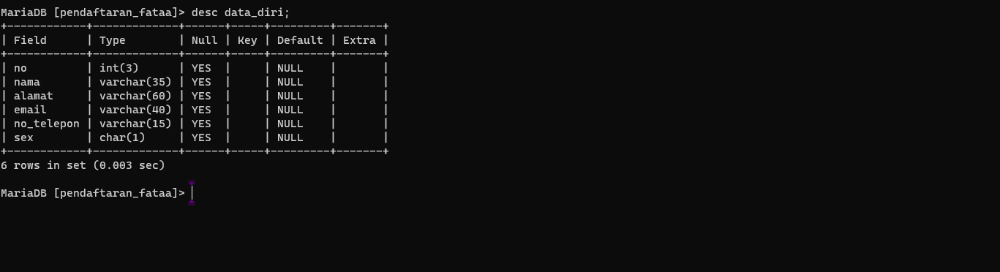 MariaDB [pendaftaran_fataa]> desc data_diri;
+------------+-------------+------+-----+---------+-------+
| Field      | Type        | Null | Key | Default | Extra |
+------------+-------------+------+-----+---------+-------+
| no         | int(3)      | YES  |     | NULL    |       |
| nama       | varchar(35) | YES  |     | NULL    |       |
| alamat     | varchar(60) | YES  |     | NULL    |       |
| email      | varchar(40) | YES  |     | NULL    |       |
| no_telepon | varchar(15) | YES  |     | NULL    |       |
| sex        | char(1)     | YES  |     | NULL    |       |
+------------+-------------+------+-----+---------+-------+
6 rows in set (0.003 sec)
MariaDB [pendaftaran_fataa]>